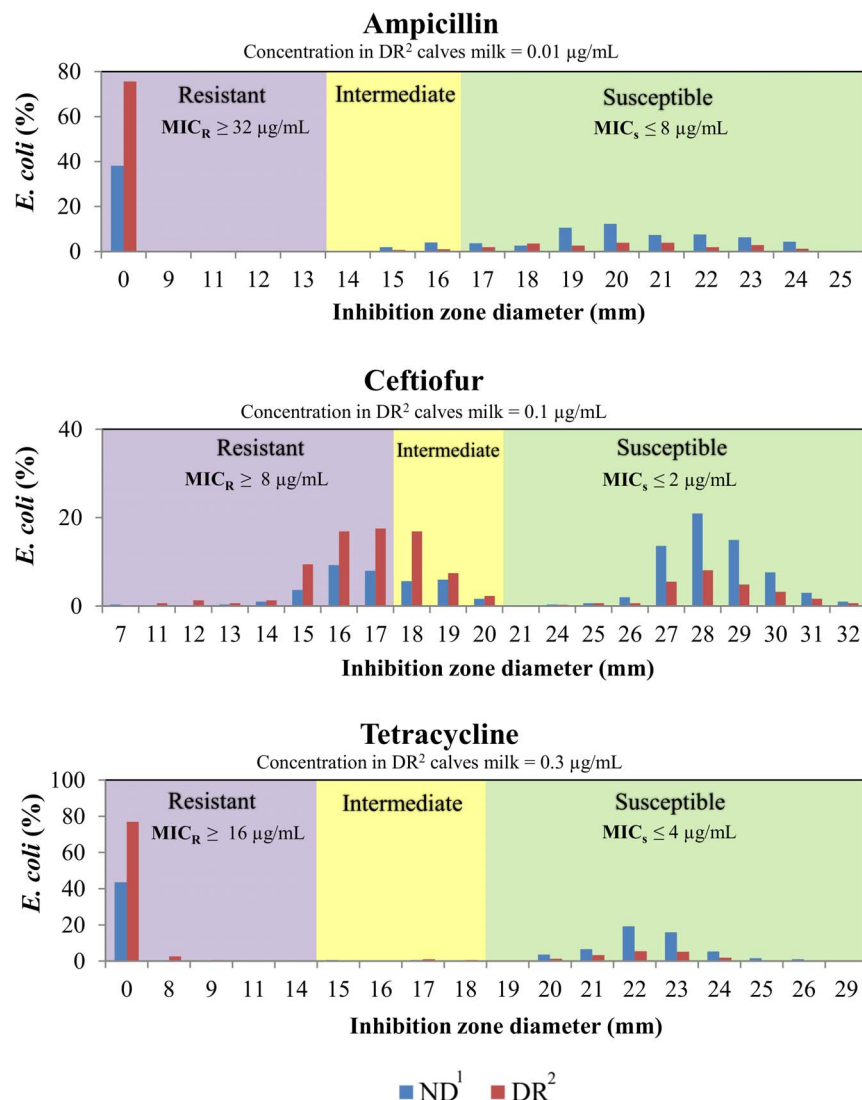 Ampicillin
Concentration in DR² calves milk = 0.01 µg/mL
80
60
40
20
0
E. coli (%)
Resistant
MIC_R ≥ 32 µg/mL
Intermediate
Susceptible
MIC_s ≤ 8 µg/mL
0 9 11 12 13 14 15 16 17 18 19 20 21 22 23 24 25
Inhibition zone diameter (mm)
Ceftiofur
Concentration in DR² calves milk = 0.1 µg/mL
40
20
0
E. coli (%)
Resistant
MIC_R ≥ 8 µg/mL
Intermediate
Susceptible
MIC_s ≤ 2 µg/mL
7 11 12 13 14 15 16 17 18 19 20 21 24 25 26 27 28 29 30 31 32
Inhibition zone diameter (mm)
Tetracycline
Concentration in DR² calves milk = 0.3 µg/mL
100
80
60
40
20
0
E. coli (%)
Resistant
MIC_R ≥ 16 µg/mL
Intermediate
Susceptible
MIC_s ≤ 4 µg/mL
0 8 9 11 14 15 16 17 18 19 20 21 22 23 24 25 26 29
Inhibition zone diameter (mm)
ND¹ DR²